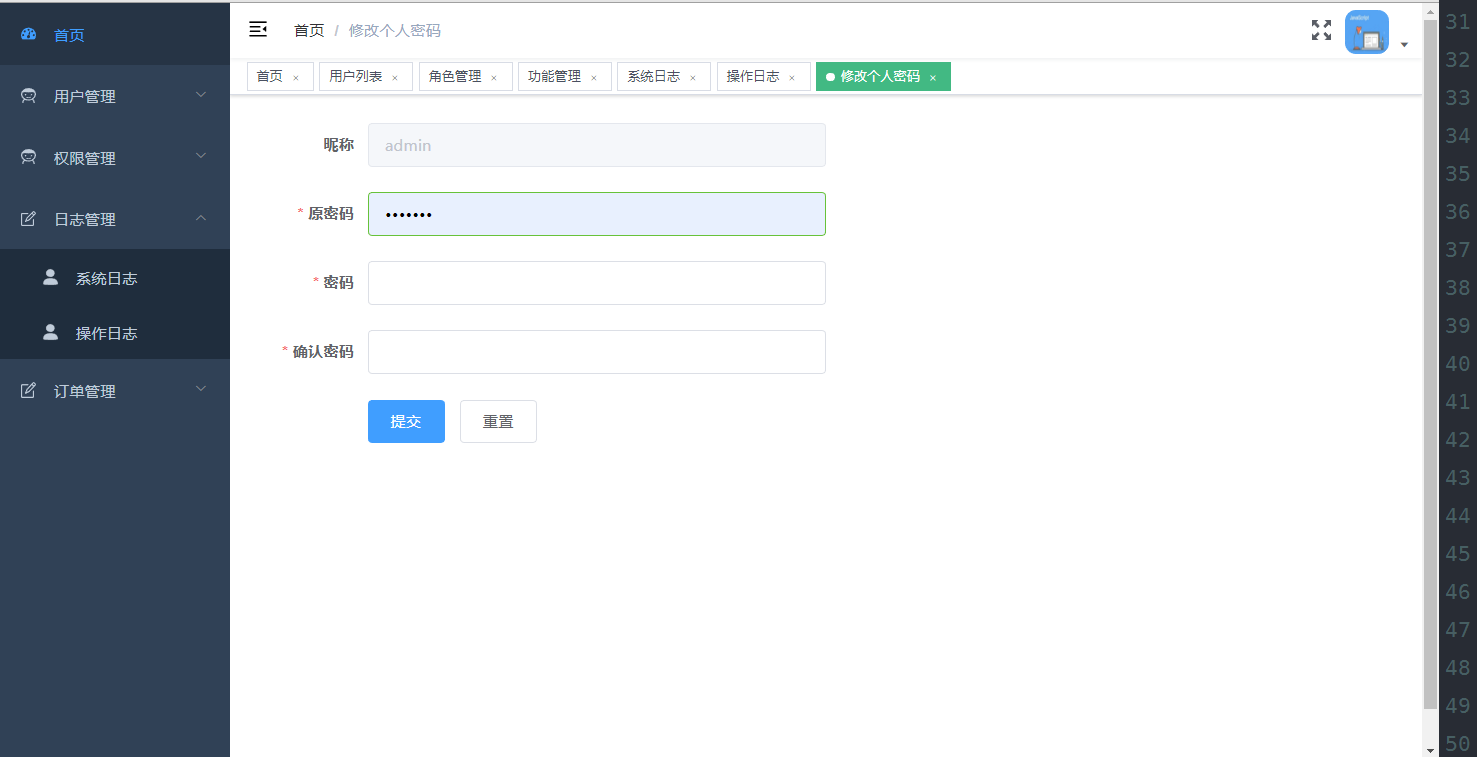 首页
用户管理
权限管理
日志管理
系统日志
操作日志
订单管理
首页 / 修改个人密码
首页 × 用户列表 × 角色管理 × 功能管理 × 系统日志 × 操作日志 × 修改个人密码 ×
昵称 admin
* 原密码 •••••••
* 密码
* 确认密码
提交 重置
31
32
33
34
35
36
37
38
39
40
41
42
43
44
45
46
47
48
49
50